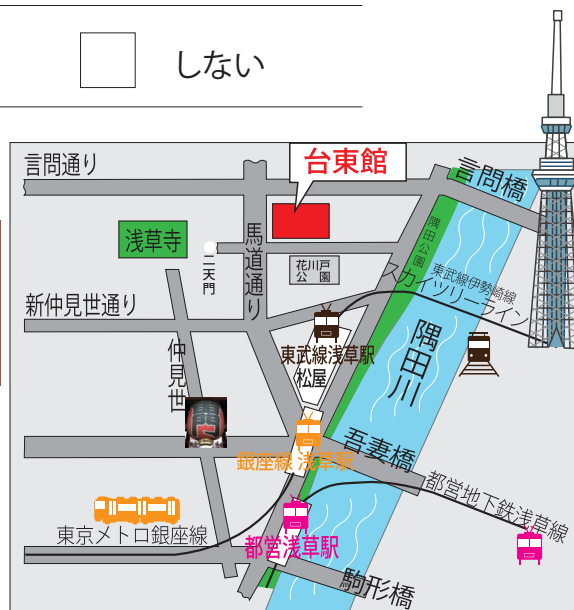 しない
言問通り
台東館
言問橋
浅草寺
二天門
馬道通り
花川戸
公園
隅田公園
東武線伊勢崎線
スカイツリーライン
新仲見世通り
仲見世
東武線浅草駅
松屋
隅田川
銀座線 浅草駅
吾妻橋
都営地下鉄浅草線
東京メトロ銀座線
都営浅草駅
駒形橋